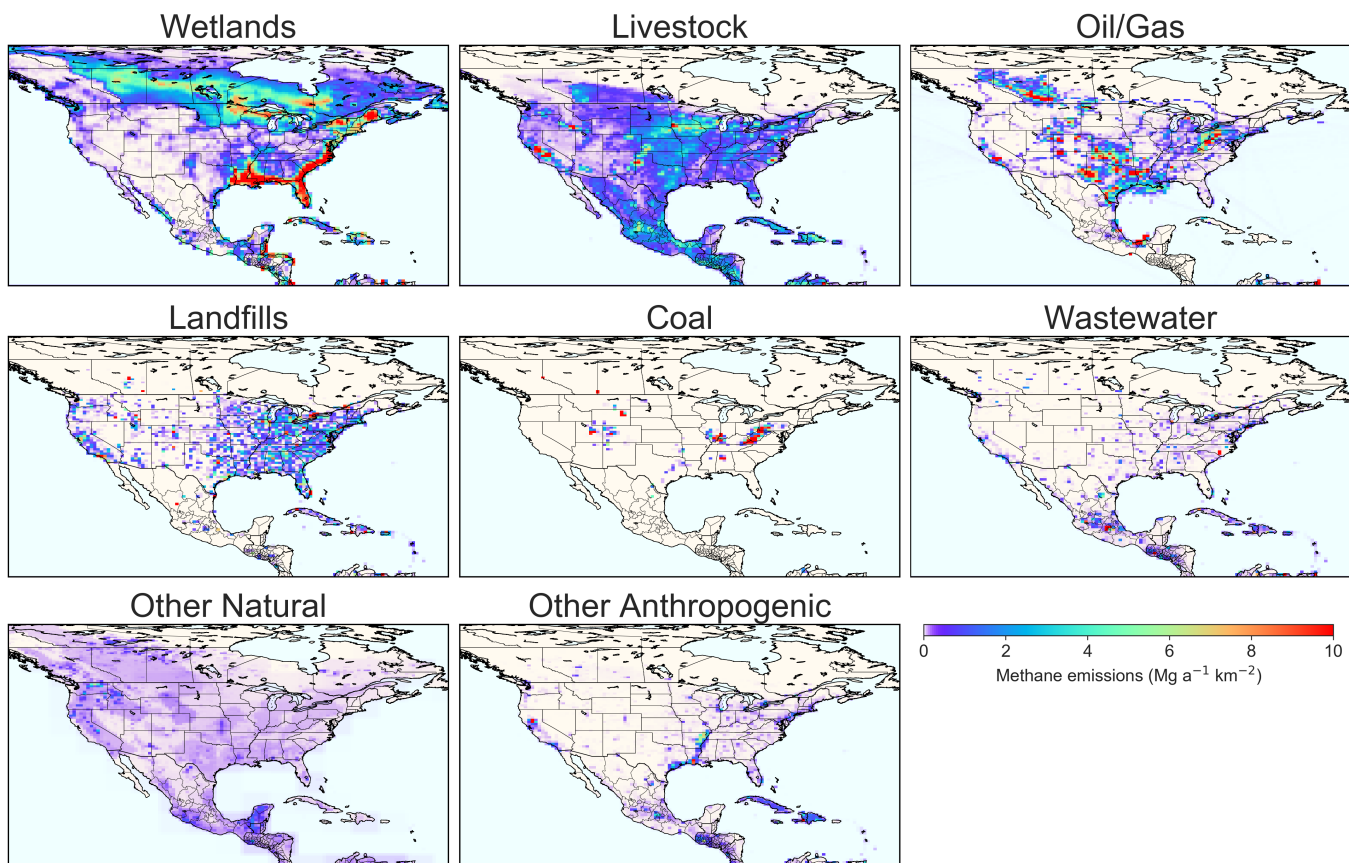 Wetlands
Livestock
Oil/Gas
Landfills
Coal
Wastewater
Other Natural
Other Anthropogenic
0 2 4 6 8 10
Methane emissions (Mg a⁻¹ km⁻²)